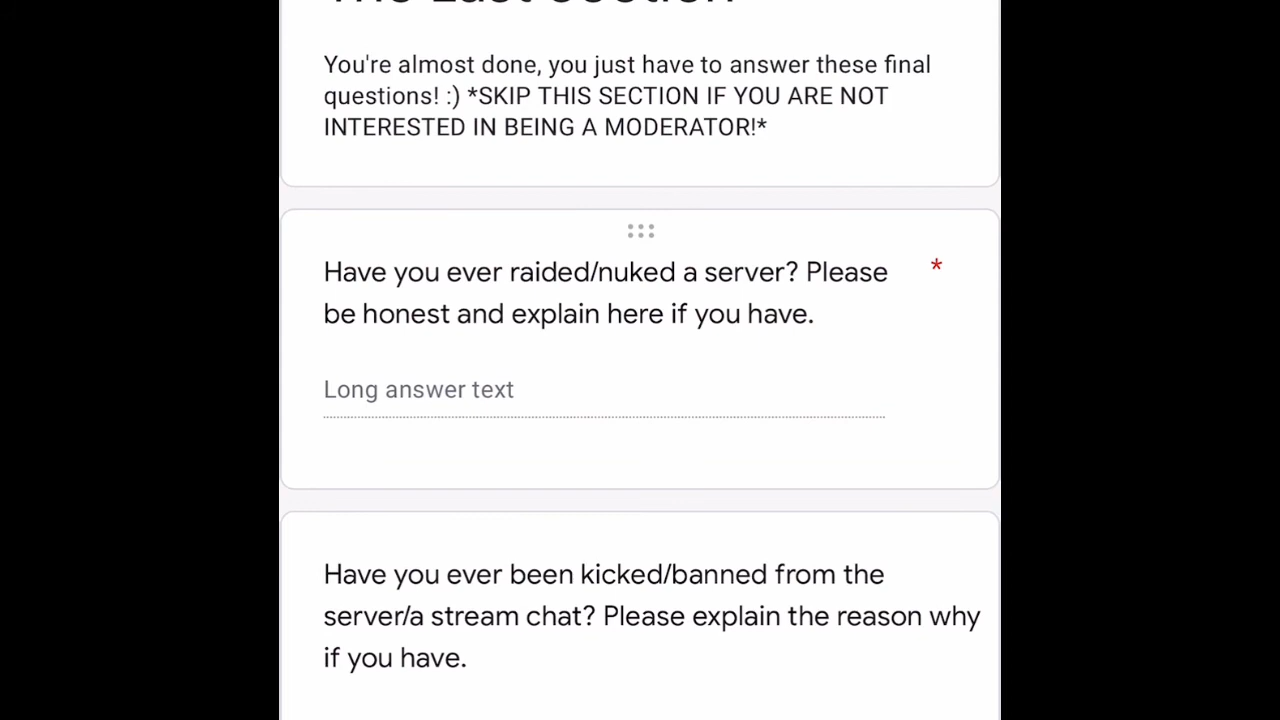 The Last Section
You're almost done, you just have to answer these final
questions! :) *SKIP THIS SECTION IF YOU ARE NOT
INTERESTED IN BEING A MODERATOR!*
Have you ever raided/nuked a server? Please *
be honest and explain here if you have.
Long answer text
Have you ever been kicked/banned from the
server/a stream chat? Please explain the reason why
if you have.